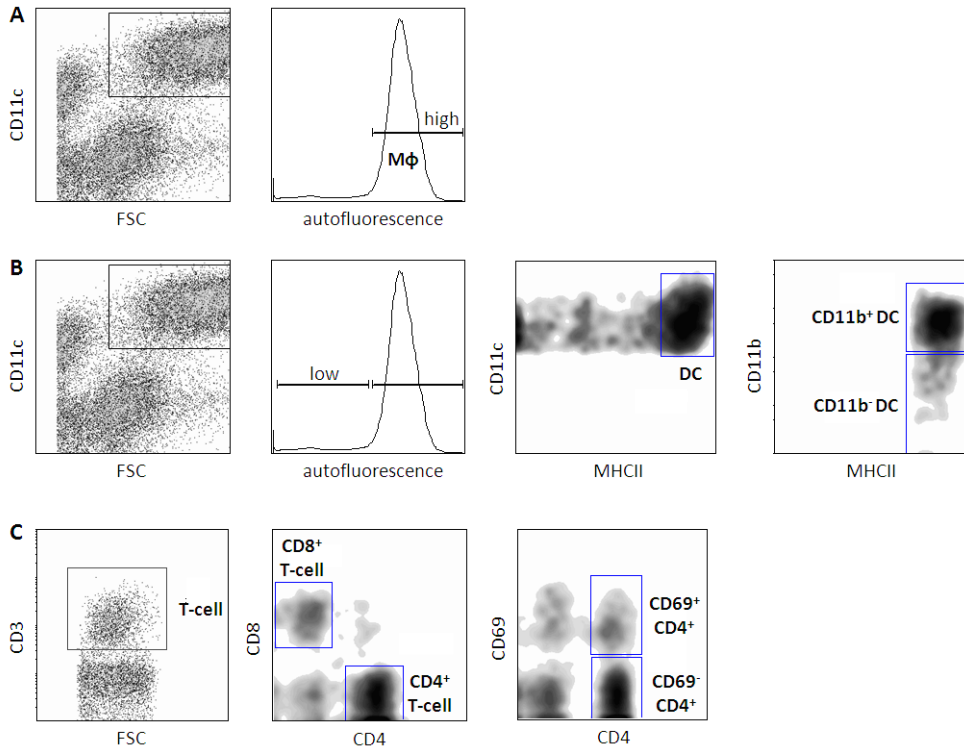 A
CD11c
FSC
high
Mϕ
autofluorescence
B
CD11c
FSC
low
autofluorescence
CD11c
DC
MHCII
CD11b
CD11b⁺ DC
CD11b⁻ DC
MHCII
C
CD3
T-cell
FSC
CD8
CD8⁺
T-cell
CD4⁺
T-cell
CD4
CD69
CD69⁺
CD4⁺
CD69⁻
CD4⁺
CD4